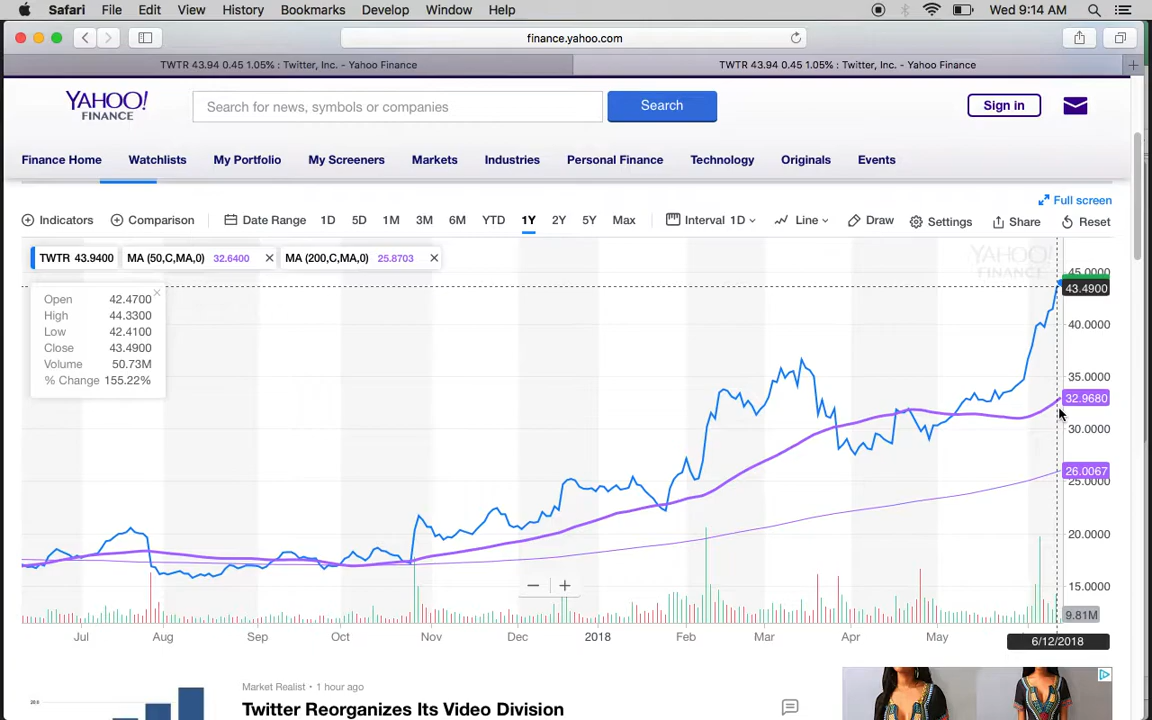 Safari File Edit View History Bookmarks Develop Window Help Wed 9:14 AM
finance.yahoo.com
TWTR 43.94 0.45 1.05% : Twitter, Inc. - Yahoo Finance
TWTR 43.94 0.45 1.05% : Twitter, Inc. - Yahoo Finance
YAHOO!
FINANCE
Search for news, symbols or companies
Search
Sign in
Finance Home Watchlists My Portfolio My Screeners Markets Industries Personal Finance Technology Originals Events
Full screen
Indicators Comparison Date Range 1D 5D 1M 3M 6M YTD 1Y 2Y 5Y Max Interval 1D Line Draw Settings Share Reset
TWTR 43.9400 MA (50,C,MA,0) 32.6400 MA (200,C,MA,0) 25.8703
YAHOO!
FINANCE
Open 42.4700
High 44.3300
Low 42.4100
Close 43.4900
Volume 50.73M
% Change 155.22%
45.0000
43.4900
40.0000
35.0000
32.9680
30.0000
26.0067
25.0000
20.0000
15.0000
9.81M
Jul Aug Sep Oct Nov Dec 2018 Feb Mar Apr May 6/12/2018
Market Realist • 1 hour ago
Twitter Reorganizes Its Video Division